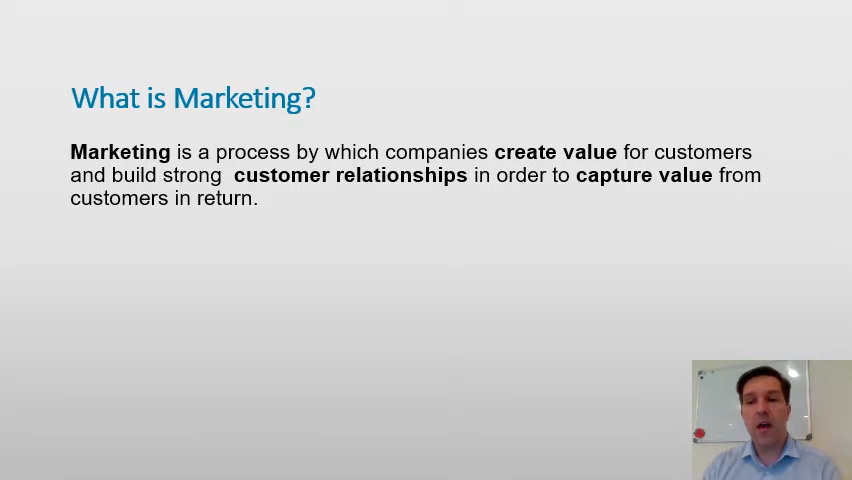 What is Marketing?
Marketing is a process by which companies create value for customers
and build strong  customer relationships in order to capture value from
customers in return.